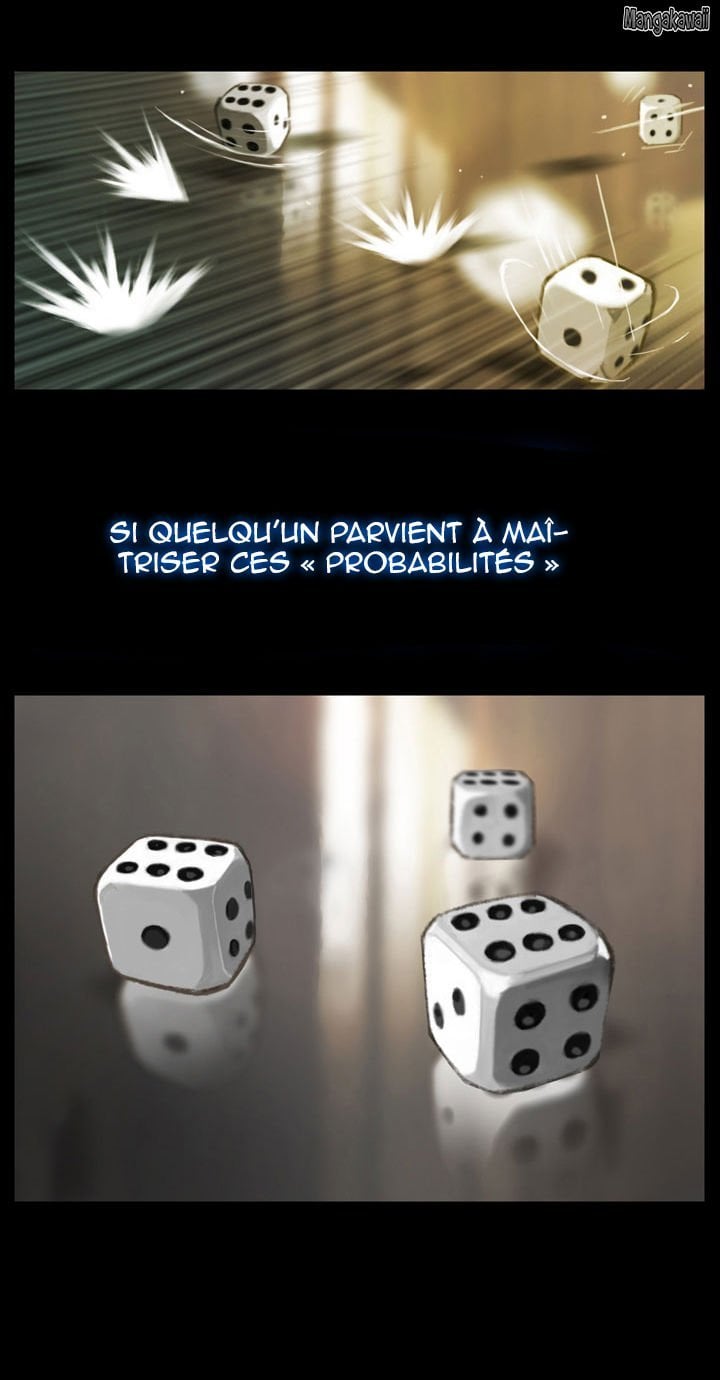 Mangakawaii
SI QUELQU'UN PARVIENT À MAÎ-
TRISER CES « PROBABILITÉS »